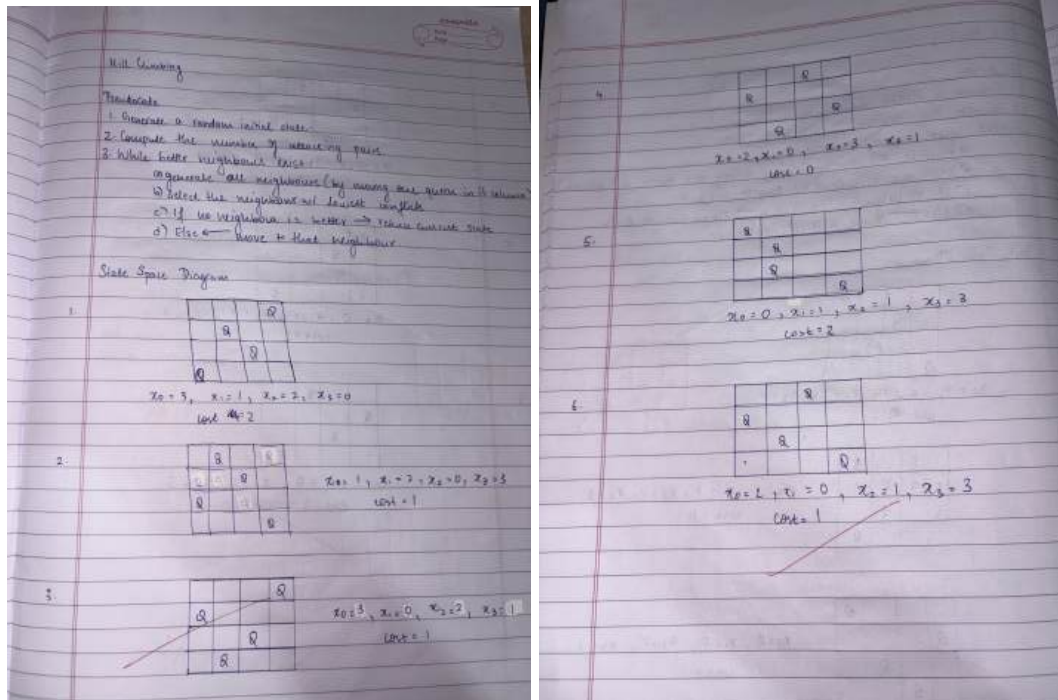 Hill Climbing
Pseudocode
1. Generate a random initial state
2. Compute the number of attacking pairs
3. While better neighbours exist:
a) generate all neighbours (by moving one queen in it column)
b) Select the neighbour w/ lowest conflicts
c) If no neighbour is better → return current state
d) Else ← move to that neighbour
State Space Diagram
1.
Q
Q
Q
Q
x₀=3, x₁=1, x₂=2, x₃=0
cost =2
2.
Q
Q
Q
Q
x₀=1, x₁=2, x₂=0, x₃=3
cost=1
3.
Q
Q
Q
Q
x₀=3, x₁=0, x₂=2, x₃=1
cost=1
4
Q
Q
Q
Q
x₀=2, x₁=0, x₂=3, x₃=1
cost=0
5.
Q
Q
Q
Q
x₀=0, x₁=1, x₂=1, x₃=3
cost=2
6.
Q
Q
Q
Q
x₀=2, x₁=0, x₂=1, x₃=3
cost=1